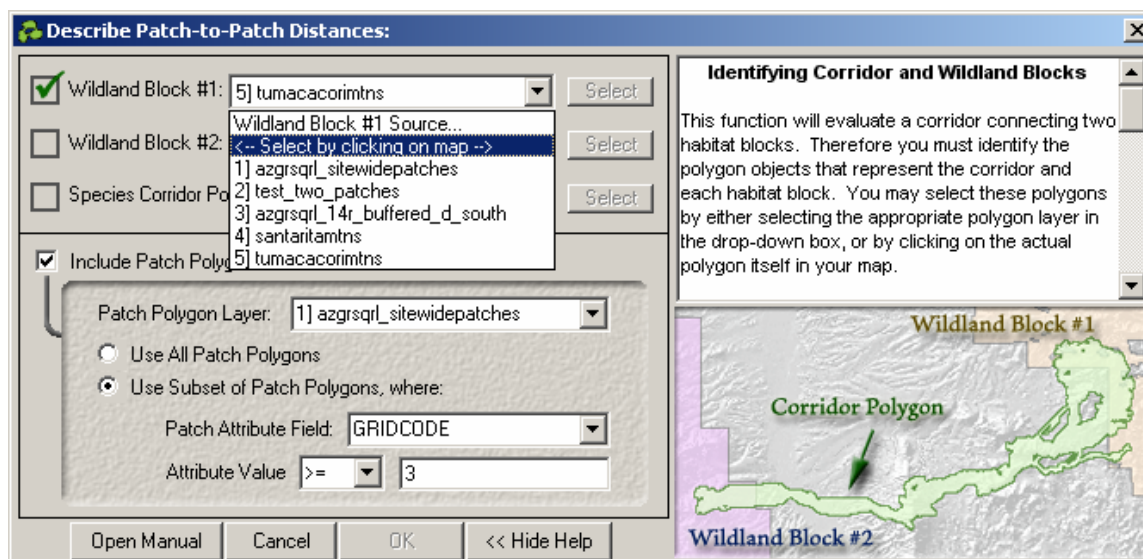 Describe Patch-to-Patch Distances:
Wildland Block #1: 5] tumacacorimtns Select
Wildland Block #1 Source...
Wildland Block #2: <-- Select by clicking on map --> Select
1] azgrsqrl_sitewidepatches
Species Corridor Po 2] test_two_patches Select
3] azgrsqrl_14r_buffered_d_south
4] santaritamtns
Include Patch Polyg 5] tumacacorimtns
Patch Polygon Layer: 1] azgrsqrl_sitewidepatches
Use All Patch Polygons
Use Subset of Patch Polygons, where:
Patch Attribute Field: GRIDCODE
Attribute Value >= 3
Open Manual Cancel OK << Hide Help
Identifying Corridor and Wildland Blocks
This function will evaluate a corridor connecting two
habitat blocks. Therefore you must identify the
polygon objects that represent the corridor and
each habitat block. You may select these polygons
by either selecting the appropriate polygon layer in
the drop-down box, or by clicking on the actual
polygon itself in your map.
Wildland Block #1
Corridor Polygon
Wildland Block #2